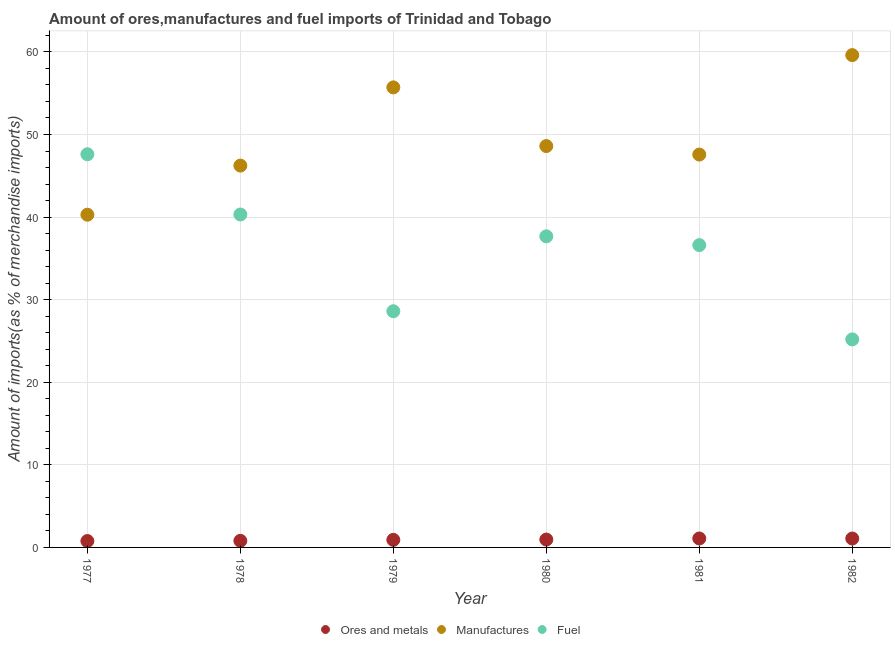 Amount of ores,manufactures and fuel imports of Trinidad and Tobago
Amount of imports(as % of merchandise imports)
60
50
40
30
20
10
0
1977
1978
1979
1980
1981
1982
Year
Ores and metals
Manufactures
Fuel